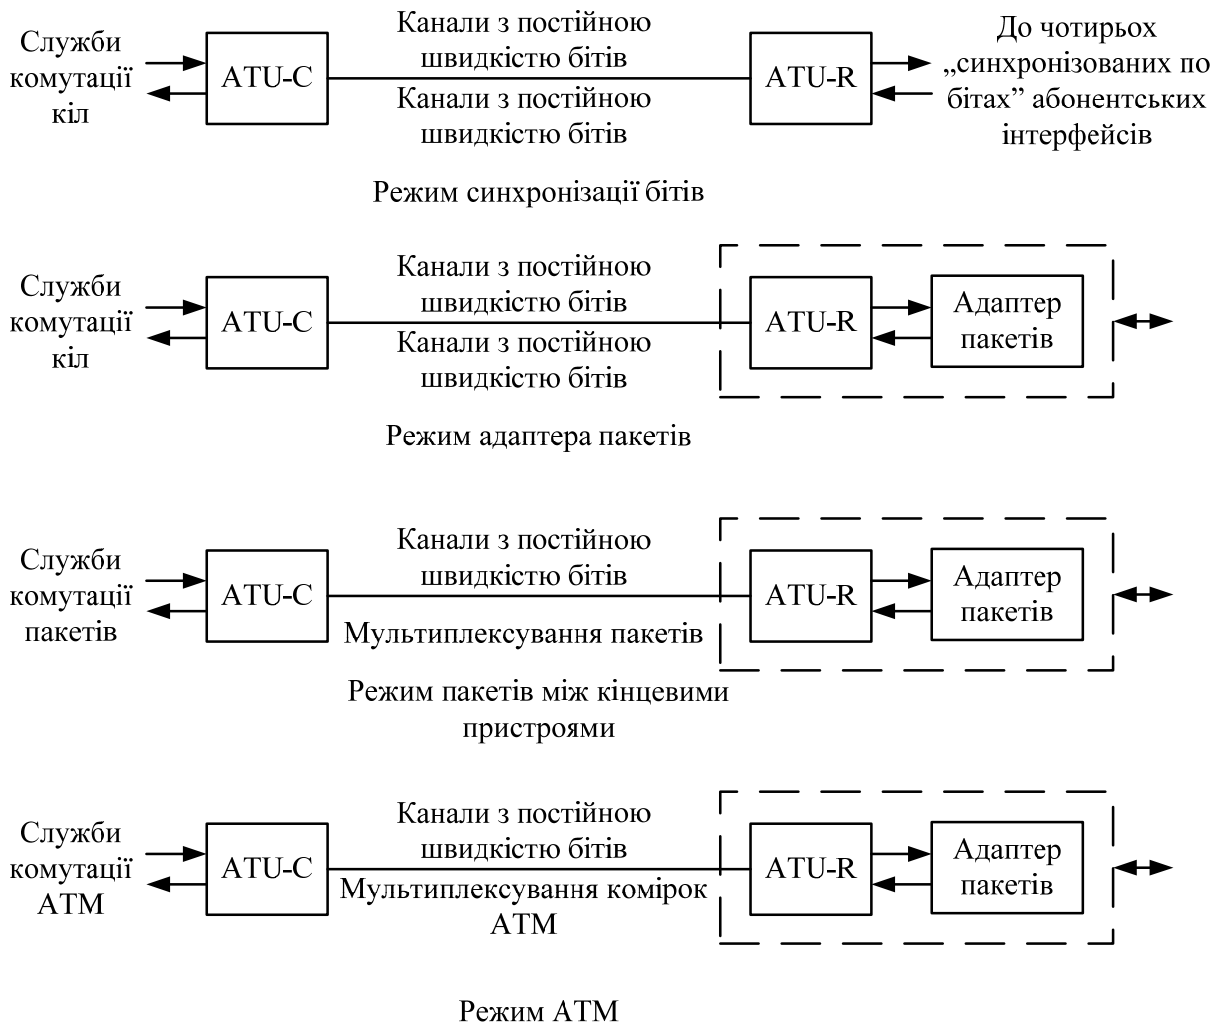 Служби
комутації
кіл
ATU-C
Канали з постійною
швидкістю бітів
Канали з постійною
швидкістю бітів
ATU-R
До чотирьох
„синхронізованих по
бітах” абонентських
інтерфейсів
Режим синхронізації бітів
Служби
комутації
кіл
ATU-C
Канали з постійною
швидкістю бітів
Канали з постійною
швидкістю бітів
ATU-R
Адаптер
пакетів
Режим адаптера пакетів
Служби
комутації
пакетів
ATU-C
Канали з постійною
швидкістю бітів
Мультиплексування пакетів
ATU-R
Адаптер
пакетів
Режим пакетів між кінцевими
пристроями
Служби
комутації
АТМ
ATU-C
Канали з постійною
швидкістю бітів
Мультиплексування комірок
АТМ
ATU-R
Адаптер
пакетів
Режим АТМ